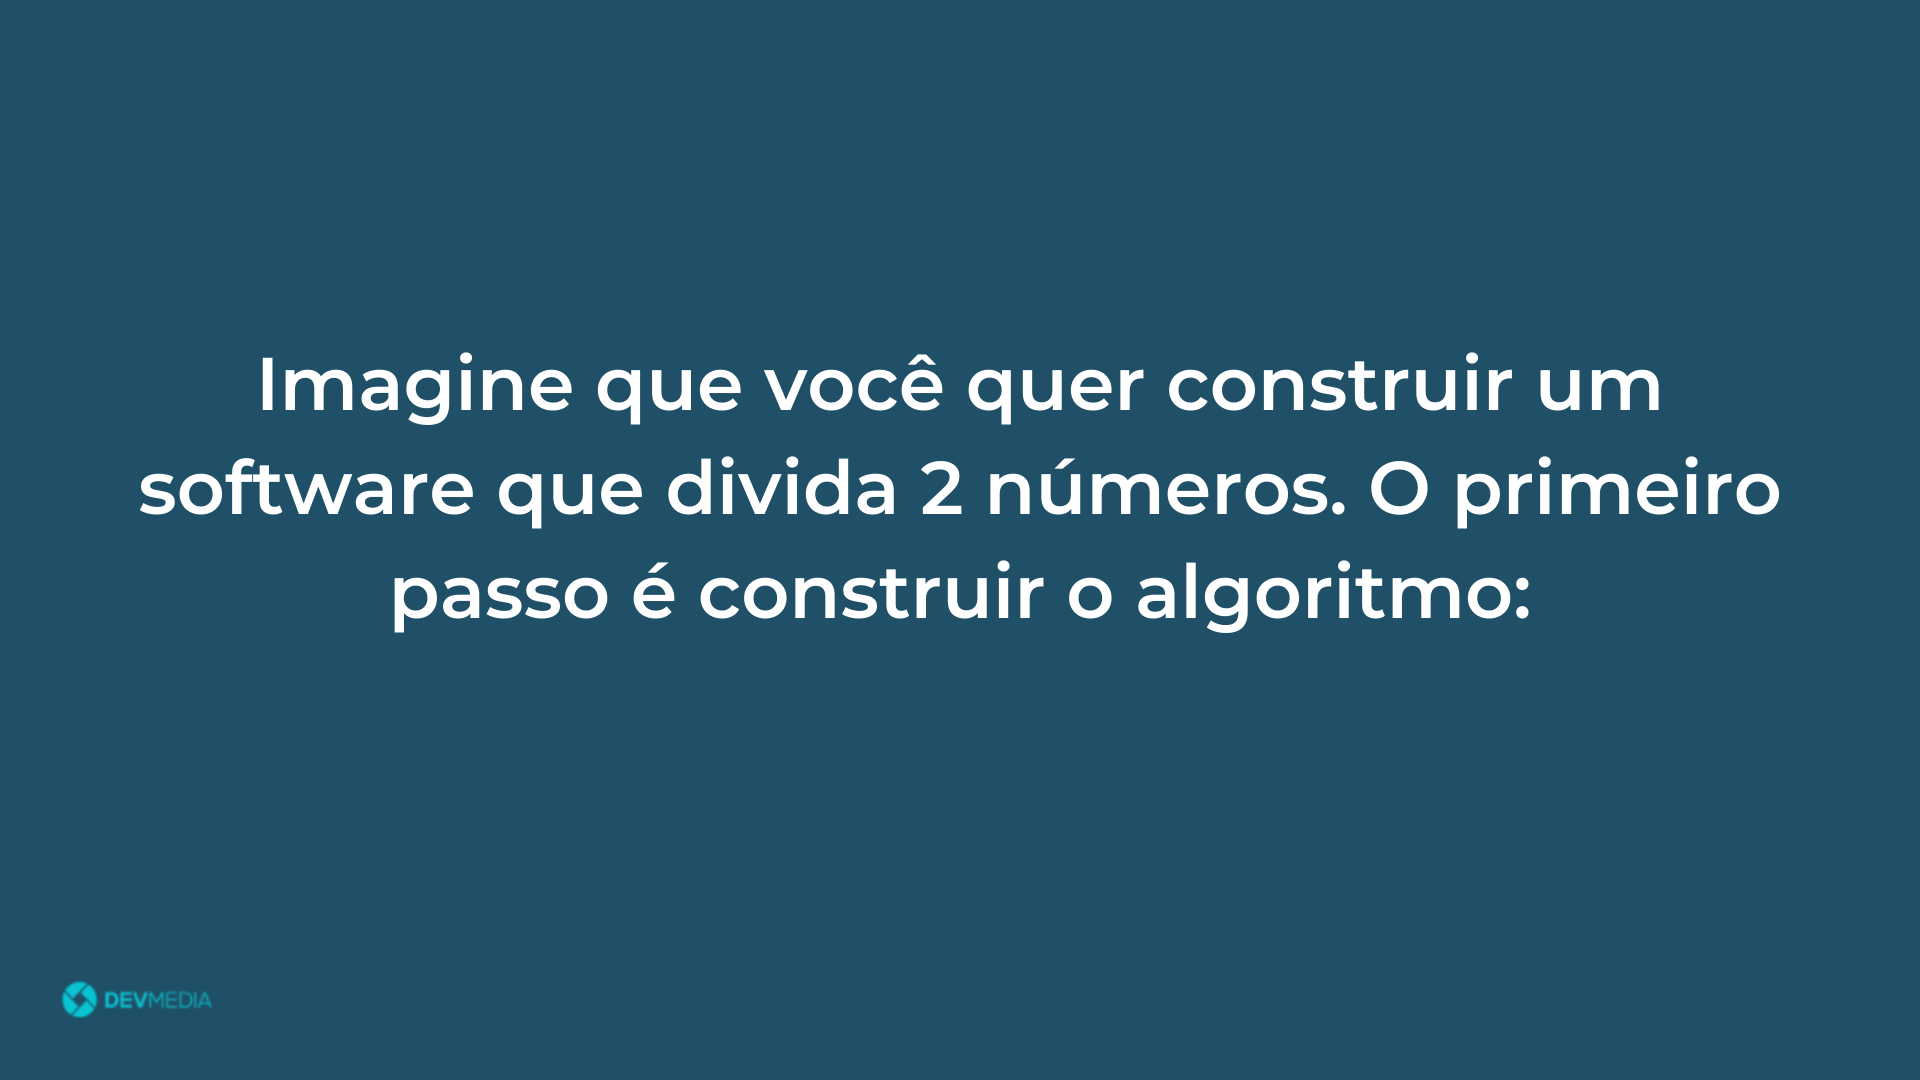 Imagine que você quer construir um
software que divida 2 números. O primeiro
passo é construir o algoritmo:
DEVMEDIA